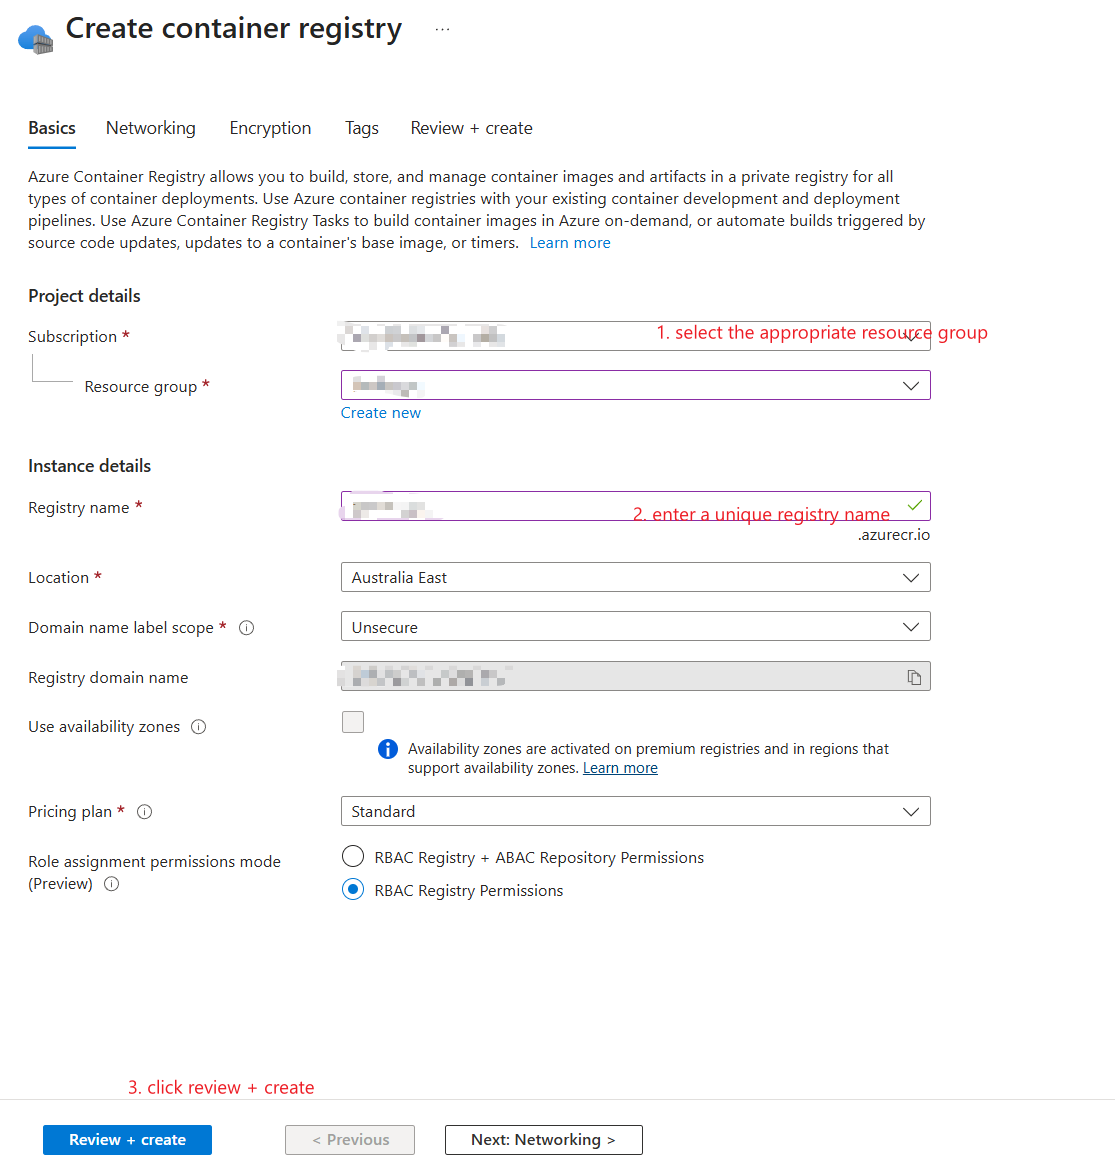 Create container registry ...
Basics Networking Encryption Tags Review + create
Azure Container Registry allows you to build, store, and manage container images and artifacts in a private registry for all
types of container deployments. Use Azure container registries with your existing container development and deployment
pipelines. Use Azure Container Registry Tasks to build container images in Azure on-demand, or automate builds triggered by
source code updates, updates to a container's base image, or timers. Learn more
Project details
Subscription *
1. select the appropriate resource group
Resource group *
Create new
Instance details
Registry name *
2. enter a unique registry name
.azurecr.io
Location * Australia East
Domain name label scope * Unsecure
Registry domain name
Use availability zones
Availability zones are activated on premium registries and in regions that
support availability zones. Learn more
Pricing plan * Standard
Role assignment permissions mode
(Preview)
RBAC Registry + ABAC Repository Permissions
RBAC Registry Permissions
3. click review + create
Review + create < Previous Next: Networking >